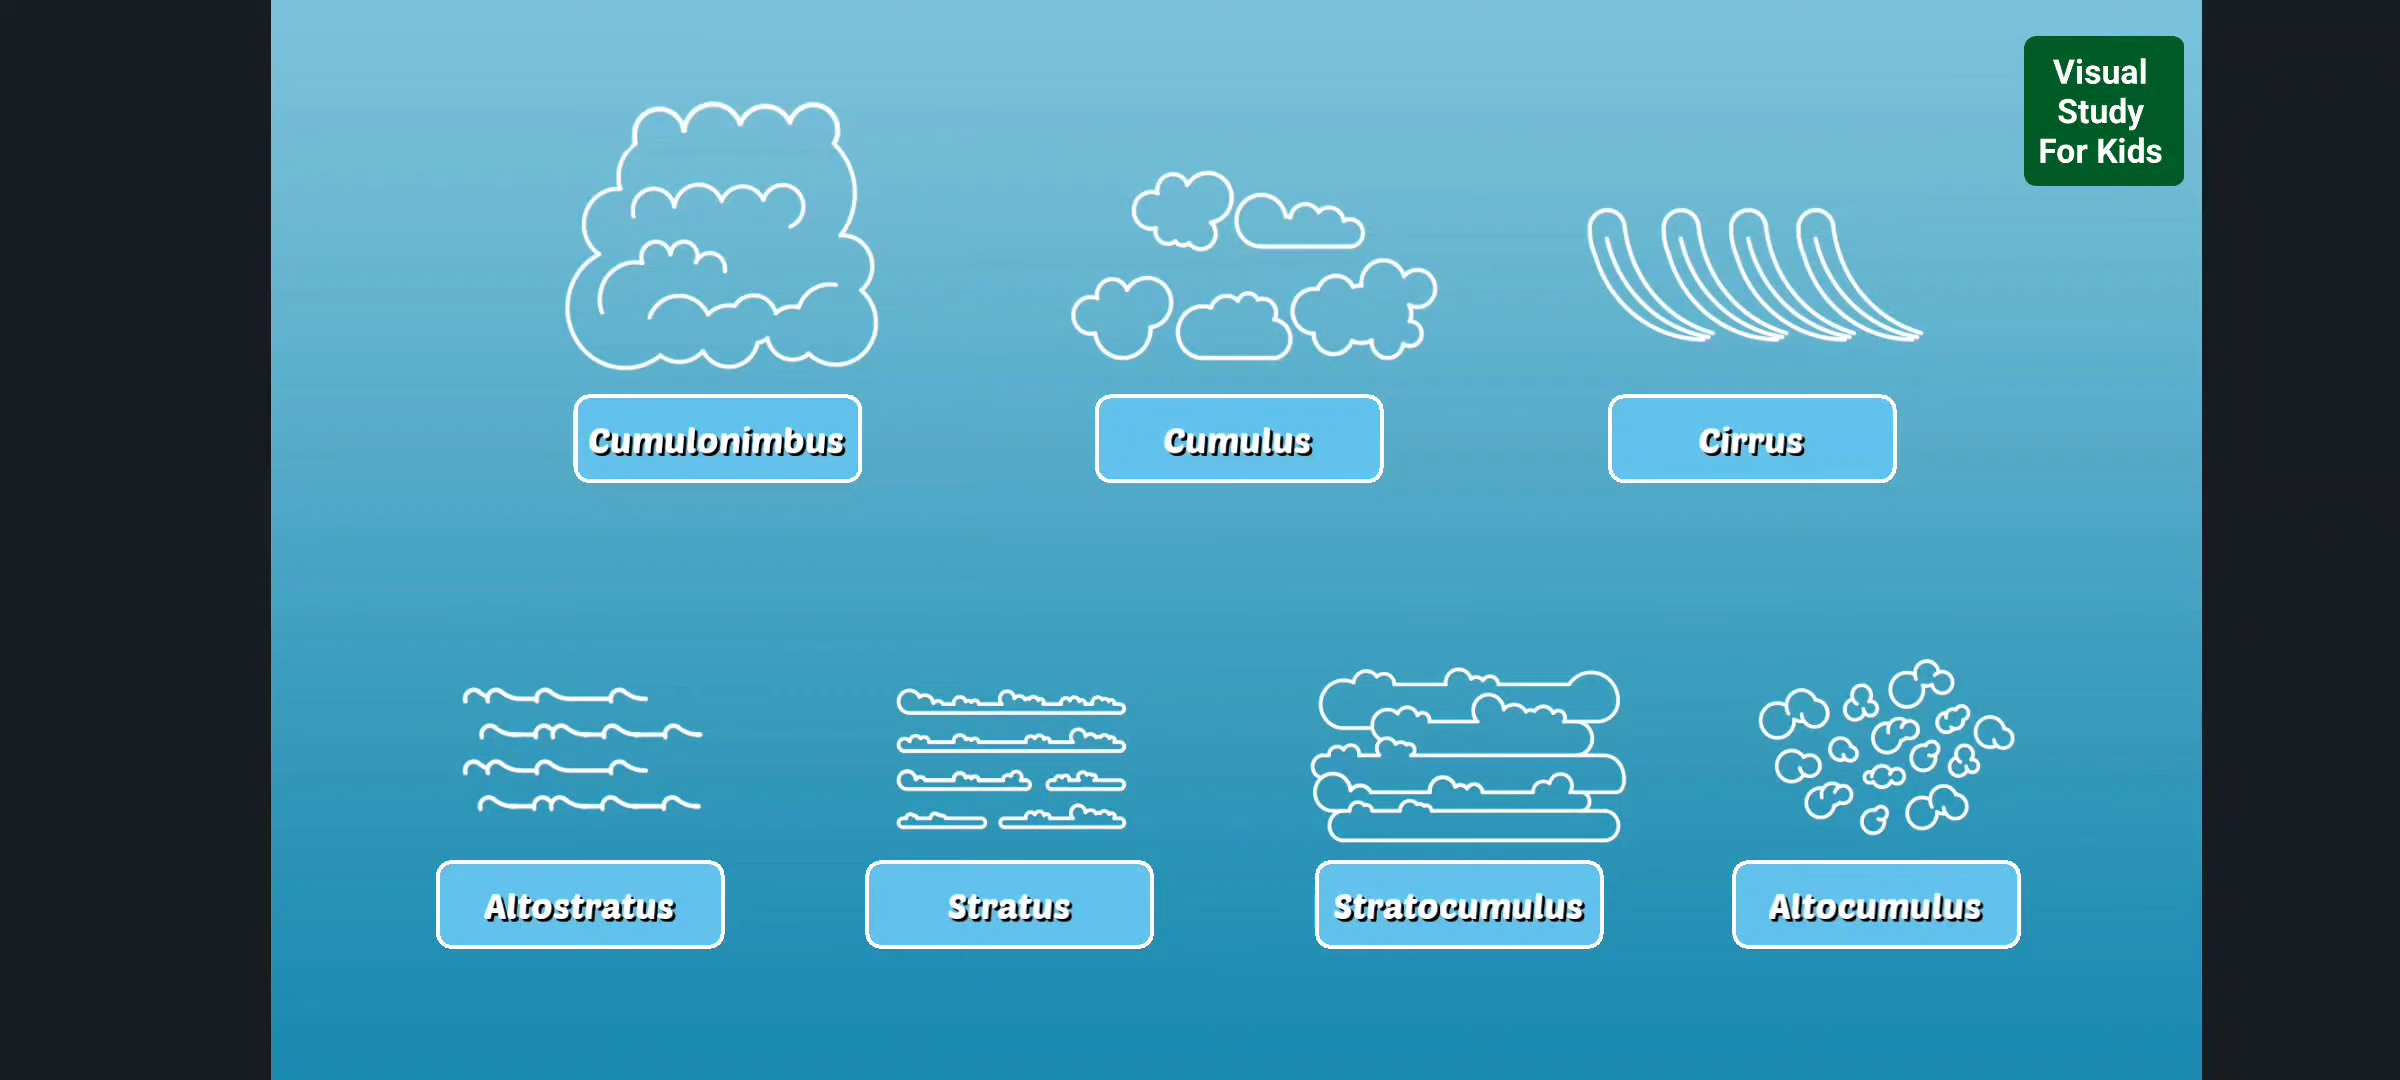 Visual
Study
For Kids
Cumulonimbus
Cumulus
Cirrus
Altostratus
Stratus
Stratocumulus
Altocumulus